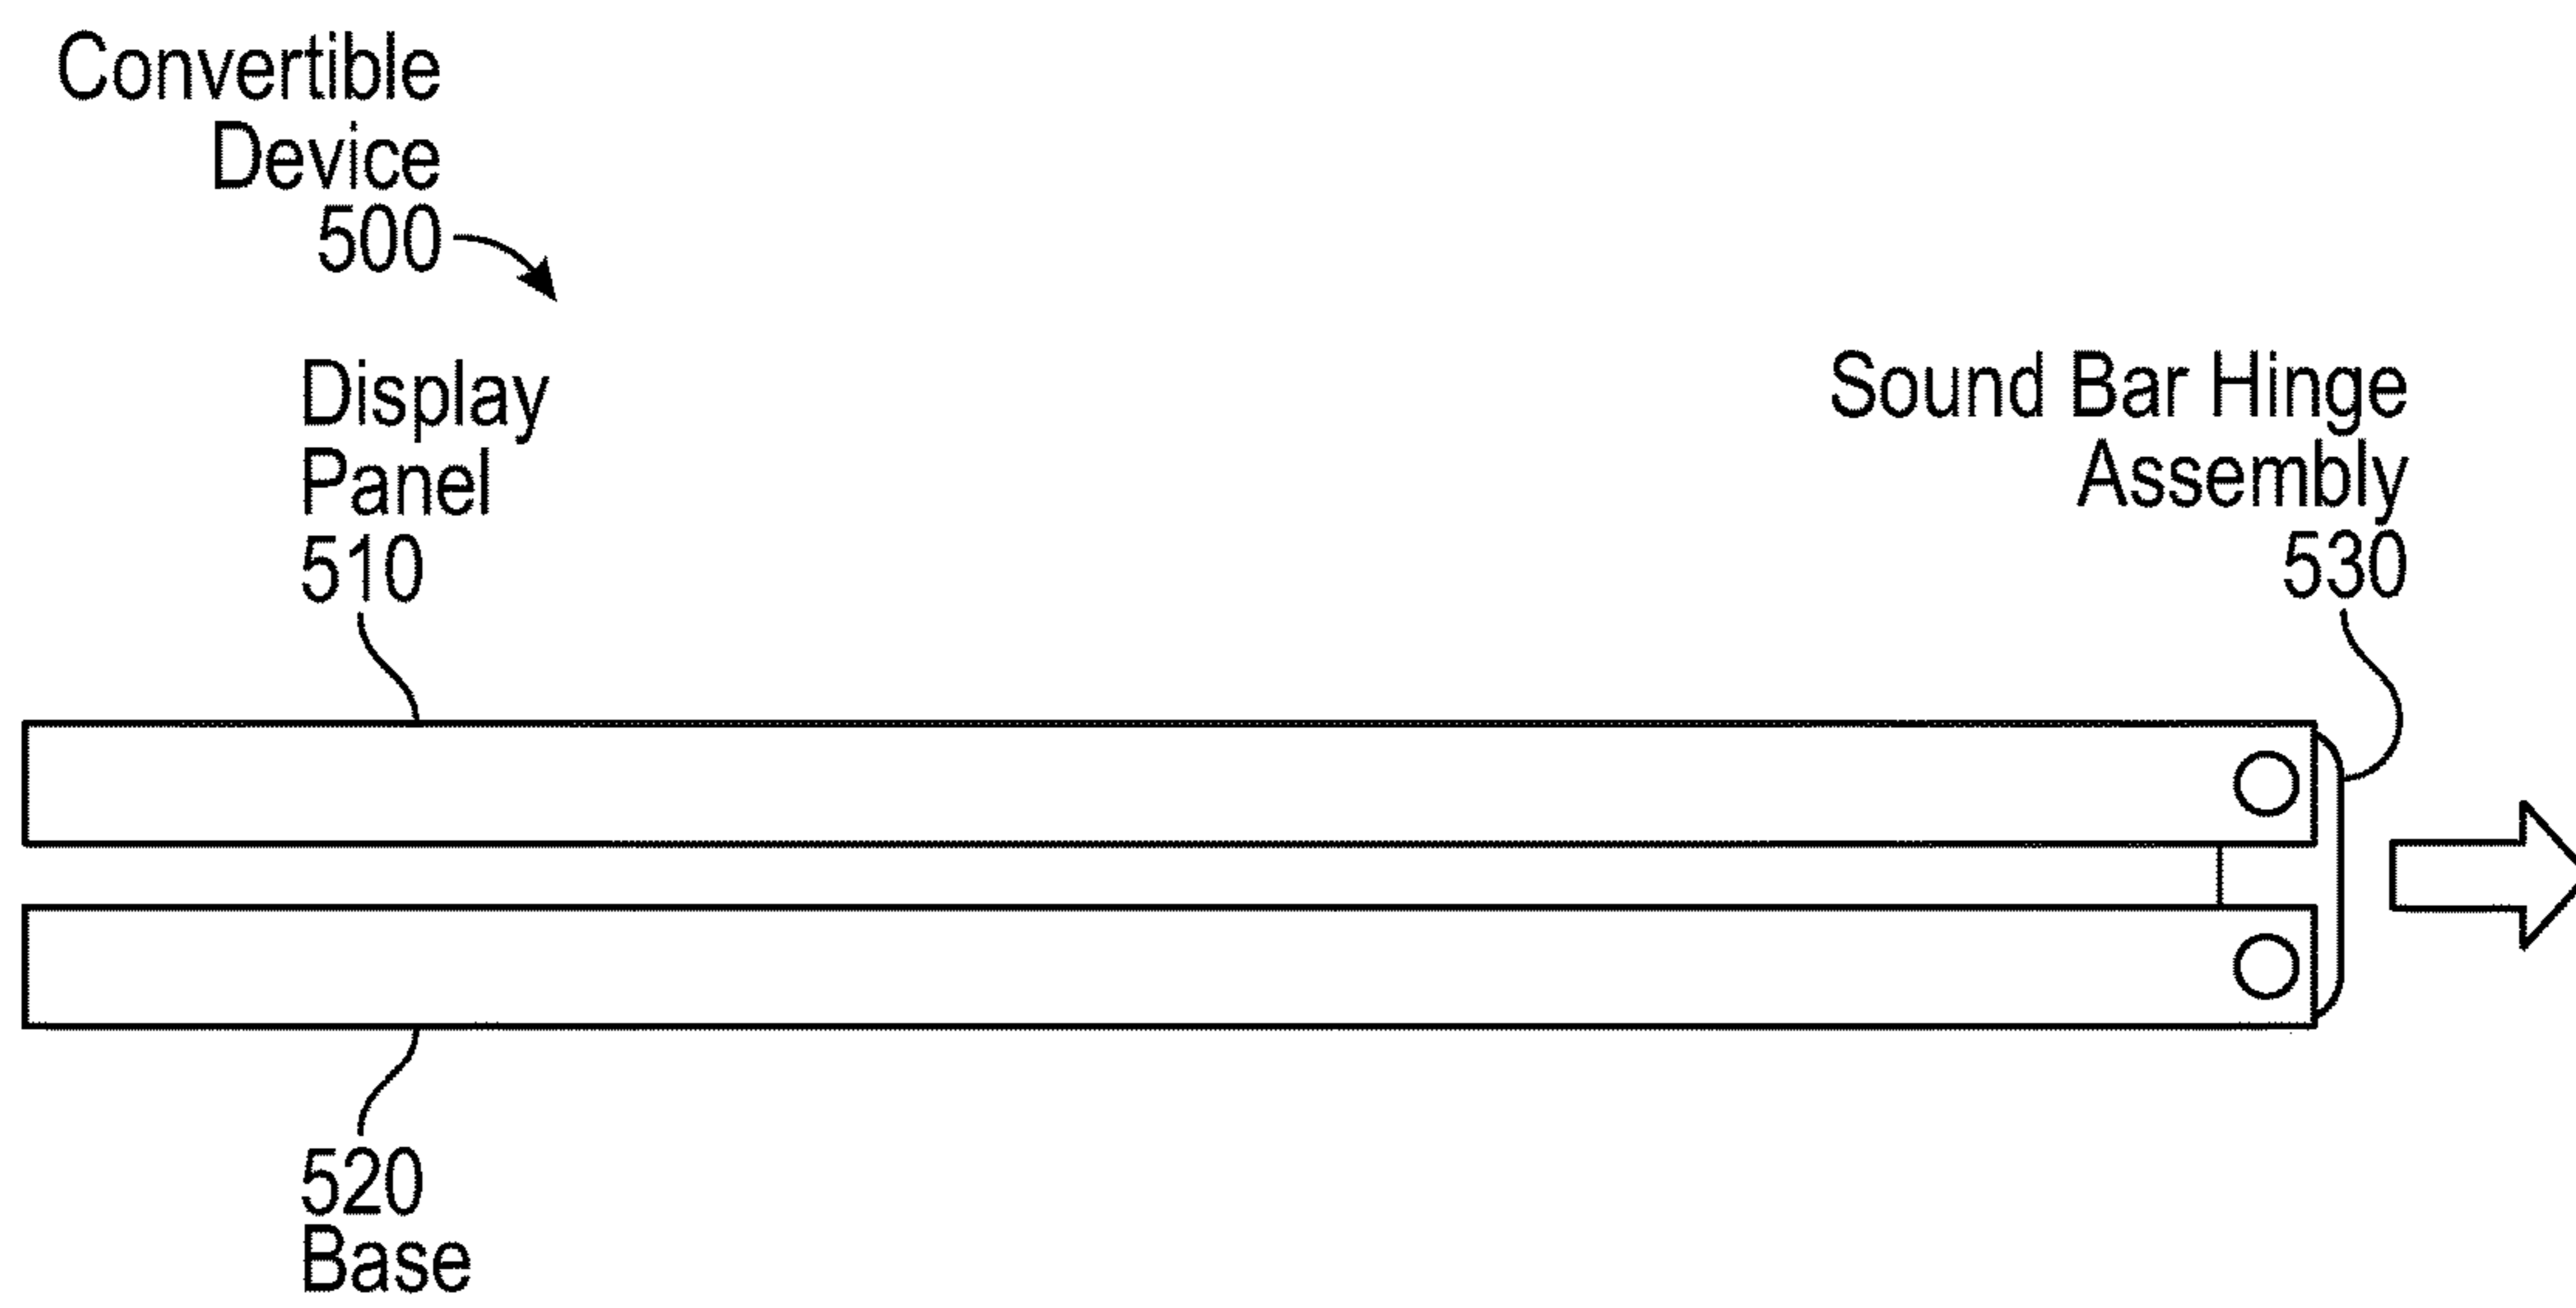 Convertible
Device
500
Display
Panel
510
Sound Bar Hinge
Assembly
530
520
Base